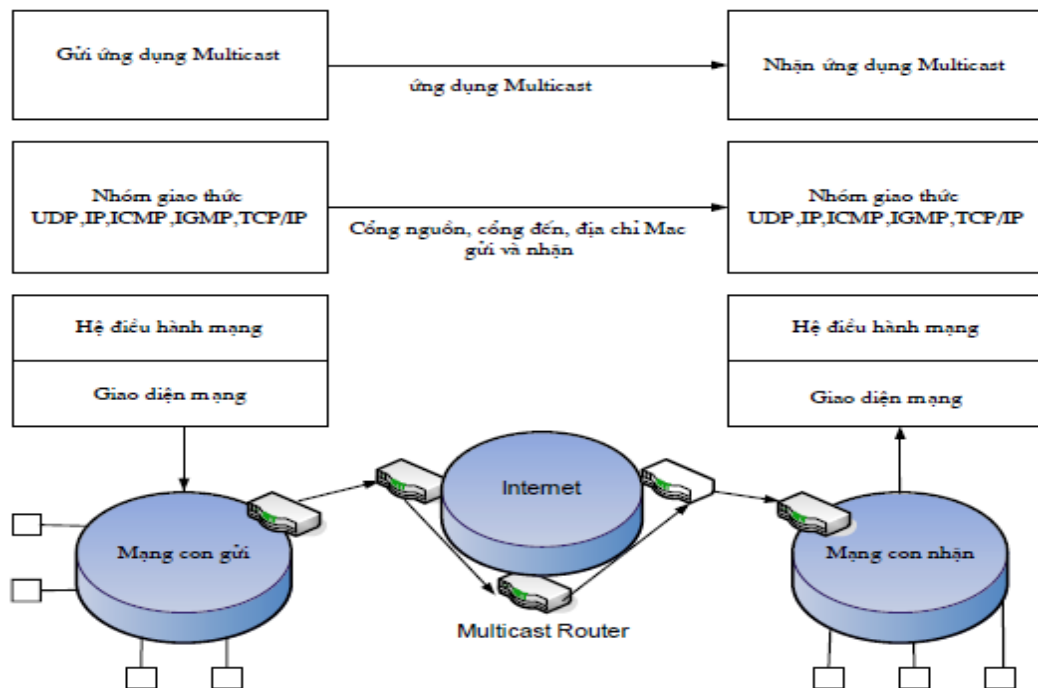 Gửi ứng dụng Multicast
ứng dụng Multicast
Nhận ứng dụng Multicast
Nhóm giao thức
UDP,IP,ICMP,IGMP,TCP/IP
Cổng nguồn, cổng đến, địa chỉ Mac
gửi và nhận
Nhóm giao thức
UDP,IP,ICMP,IGMP,TCP/IP
Hệ điều hành mạng
Giao diện mạng
Hệ điều hành mạng
Giao diện mạng
Mạng con gửi
Internet
Multicast Router
Mạng con nhận